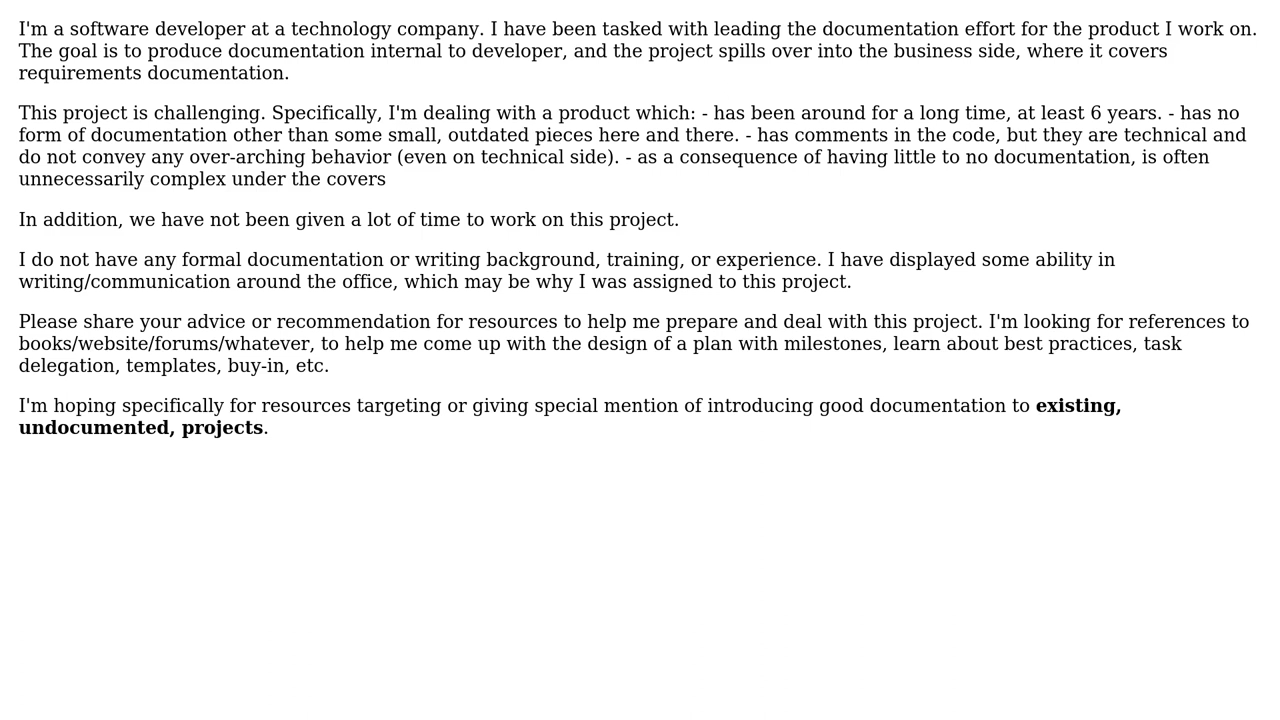 I'm a software developer at a technology company. I have been tasked with leading the documentation effort for the product I work on.
The goal is to produce documentation internal to developer, and the project spills over into the business side, where it covers
requirements documentation.
This project is challenging. Specifically, I'm dealing with a product which: - has been around for a long time, at least 6 years. - has no
form of documentation other than some small, outdated pieces here and there. - has comments in the code, but they are technical and
do not convey any over-arching behavior (even on technical side). - as a consequence of having little to no documentation, is often
unnecessarily complex under the covers
In addition, we have not been given a lot of time to work on this project.
I do not have any formal documentation or writing background, training, or experience. I have displayed some ability in
writing/communication around the office, which may be why I was assigned to this project.
Please share your advice or recommendation for resources to help me prepare and deal with this project. I'm looking for references to
books/website/forums/whatever, to help me come up with the design of a plan with milestones, learn about best practices, task
delegation, templates, buy-in, etc.
I'm hoping specifically for resources targeting or giving special mention of introducing good documentation to existing,
undocumented, projects.